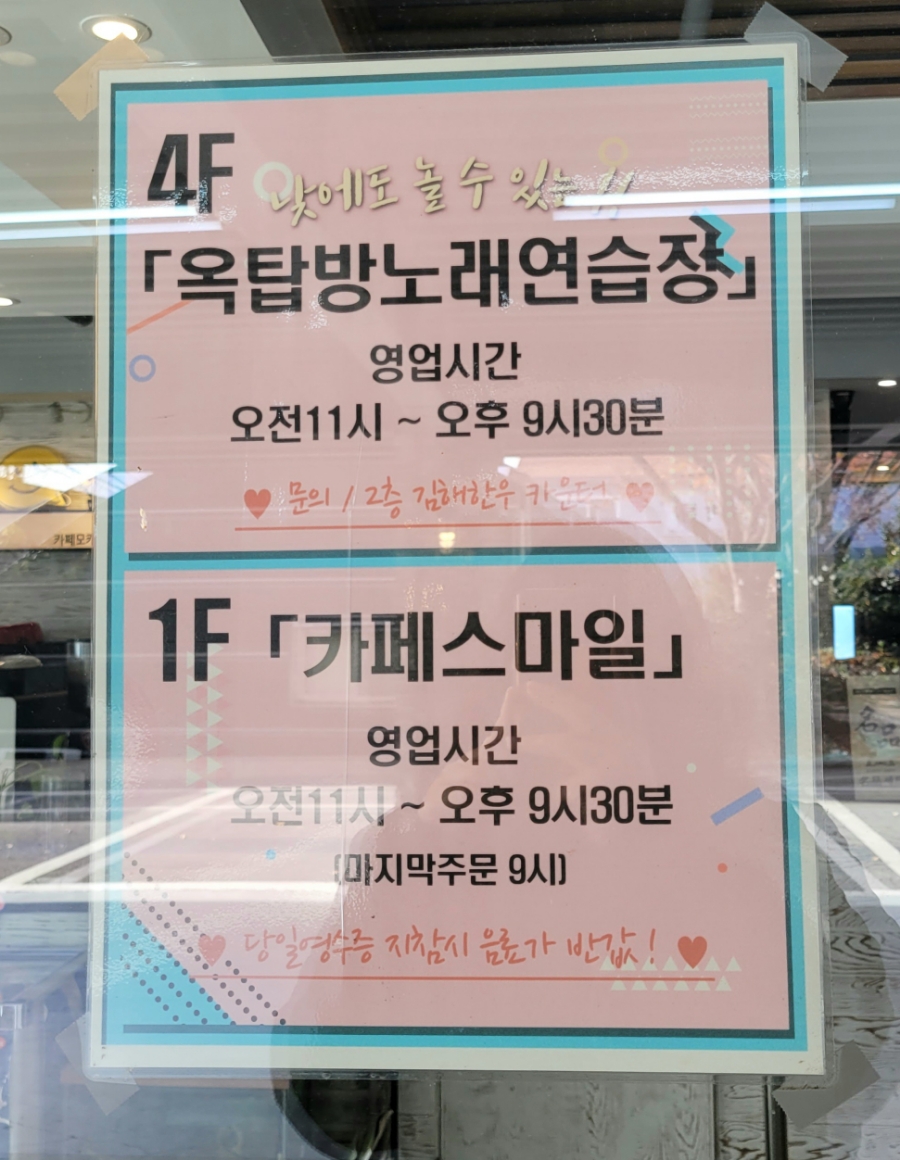 4F
낮에도 놀 수 있는
「옥탑방노래연습장」
영업시간
오전11시 ~ 오후 9시30분
문의 / 2층 김해한우 카운터
1F 「카페스마일」
영업시간
오전11시 ~ 오후 9시30분
(마지막주문 9시)
당일영수증 지참시 음료가 반값!
카페모카